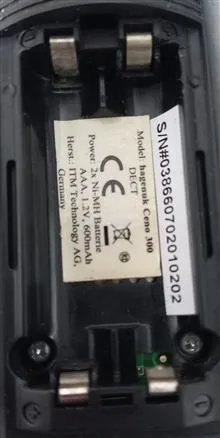 Model: hagenuk Ceno 300
DECT
CE
Power: 2x Ni-MH Batterie
AAA, 1.2V, 600mAh
Herst.: ITM Technology AG,
Germany
S/N#038660702010202